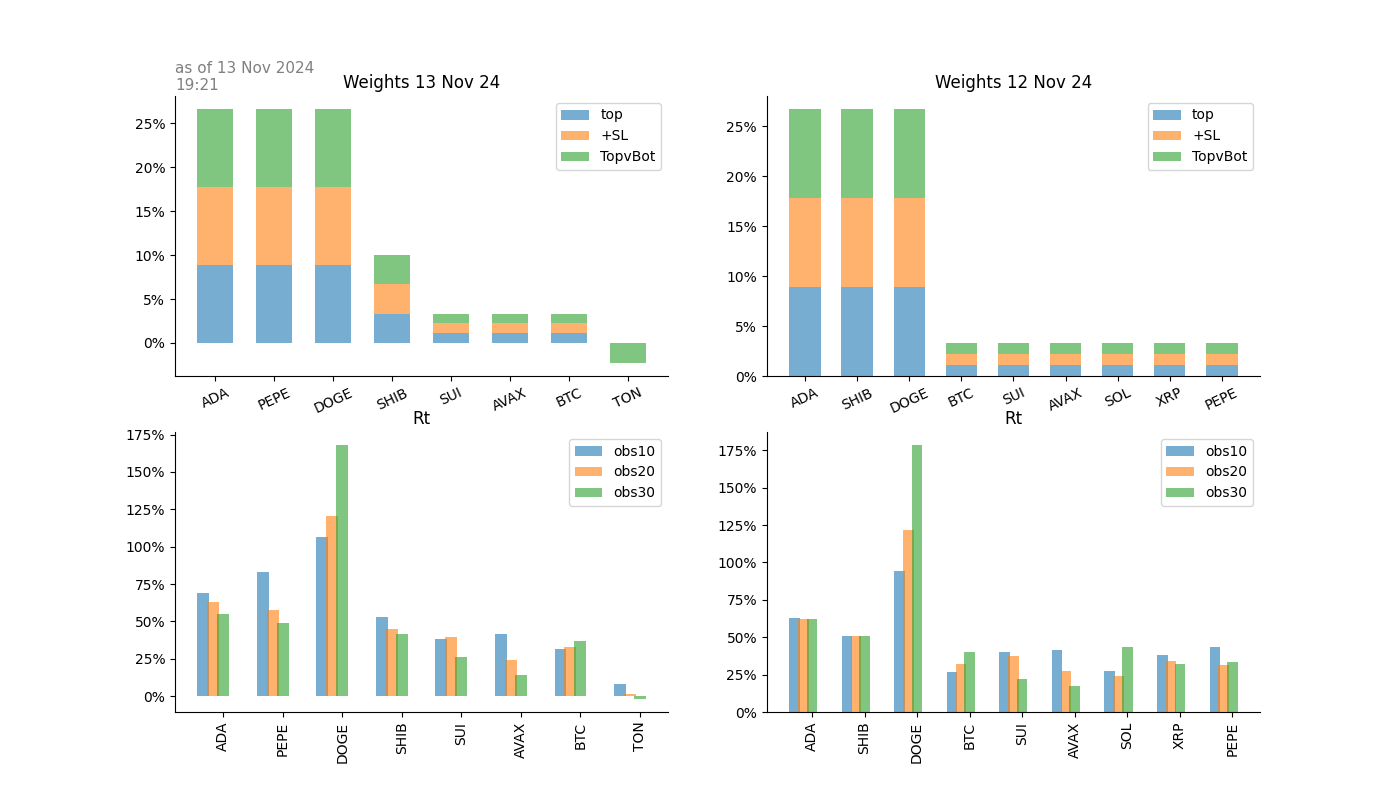 as of 13 Nov 2024
19:21
Weights 13 Nov 24
top
+SL
TopvBot
25%
20%
15%
10%
5%
0%
ADA PEPE DOGE SHIB SUI AVAX BTC TON
Weights 12 Nov 24
top
+SL
TopvBot
25%
20%
15%
10%
5%
0%
ADA SHIB DOGE BTC SUI AVAX SOL XRP PEPE
Rt
obs10
obs20
obs30
175%
150%
125%
100%
75%
50%
25%
0%
ADA PEPE DOGE SHIB SUI AVAX BTC TON
Rt
obs10
obs20
obs30
175%
150%
125%
100%
75%
50%
25%
0%
ADA SHIB DOGE BTC SUI AVAX SOL XRP PEPE